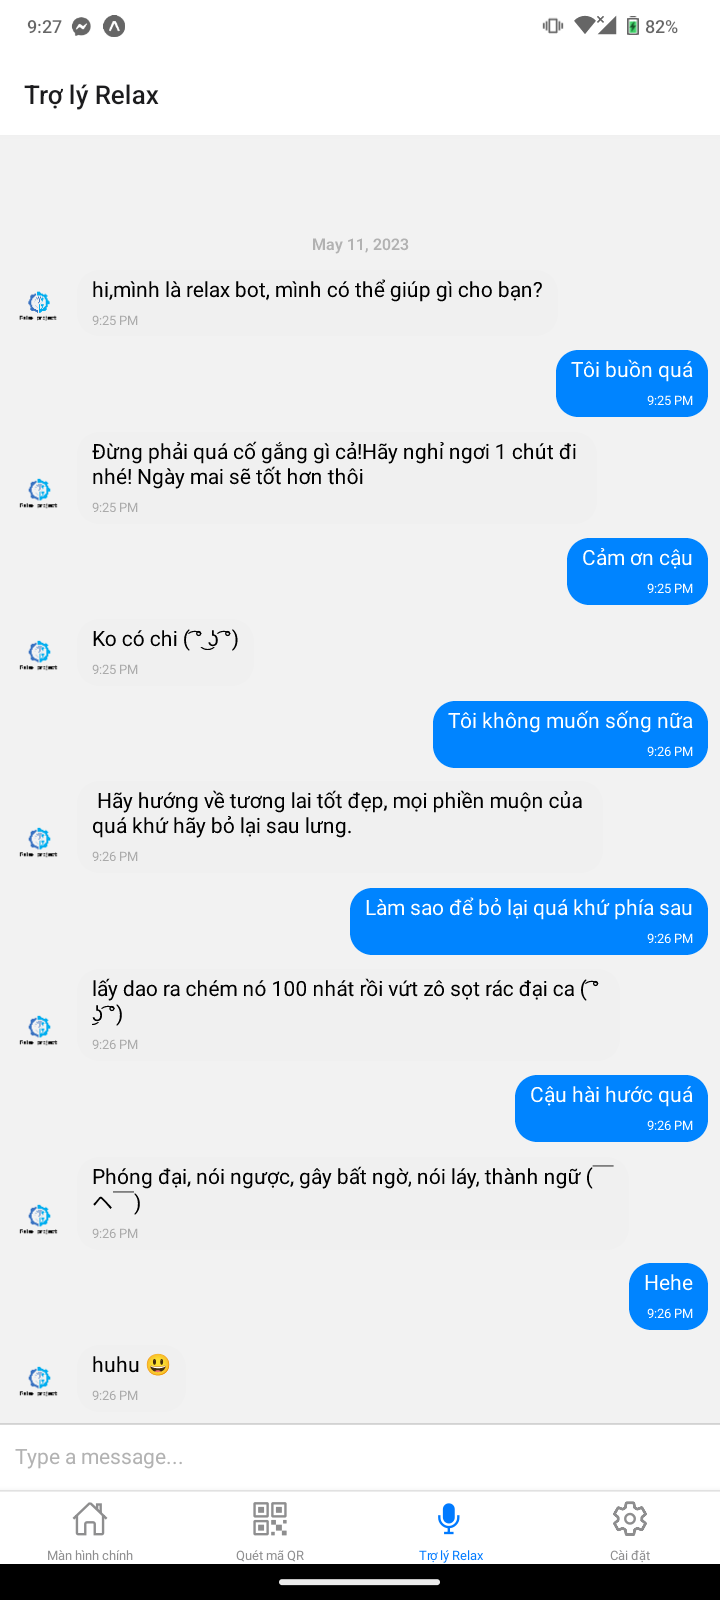 9:27
82%
Trợ lý Relax
May 11, 2023
hi,mình là relax bot, mình có thể giúp gì cho bạn?
9:25 PM
Tôi buồn quá
9:25 PM
Đừng phải quá cố gắng gì cả!Hãy nghỉ ngơi 1 chút đi
nhé! Ngày mai sẽ tốt hơn thôi
9:25 PM
Cảm ơn cậu
9:25 PM
Ko có chi ( ͡° ͜ʖ ͡°)
9:25 PM
Tôi không muốn sống nữa
9:26 PM
Hãy hướng về tương lai tốt đẹp, mọi phiền muộn của
quá khứ hãy bỏ lại sau lưng.
9:26 PM
Làm sao để bỏ lại quá khứ phía sau
9:26 PM
lấy dao ra chém nó 100 nhát rồi vứt zô sọt rác đại ca ( ͡°
͜ʖ ͡°)
9:26 PM
Cậu hài hước quá
9:26 PM
Phóng đại, nói ngược, gây bất ngờ, nói láy, thành ngữ (￣
ヘ￣)
9:26 PM
Hehe
9:26 PM
huhu 😃
9:26 PM
Type a message...
Màn hình chính
Quét mã QR
Trợ lý Relax
Cài đặt